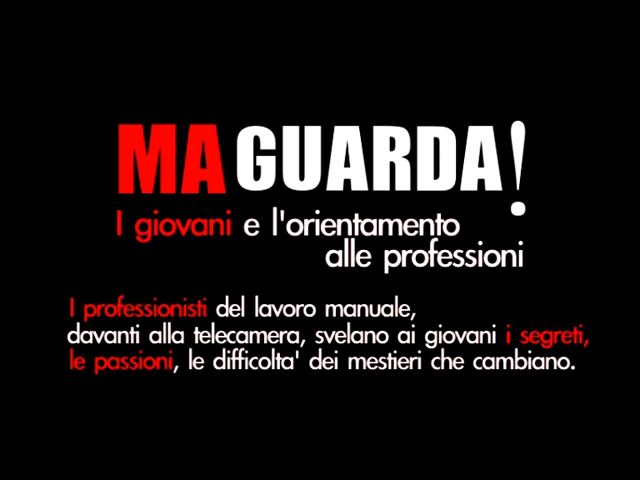 MA GUARDA!
I giovani e l'orientamento
alle professioni
I professionisti del lavoro manuale,
davanti alla telecamera, svelano ai giovani i segreti,
le passioni, le difficolta' dei mestieri che cambiano.